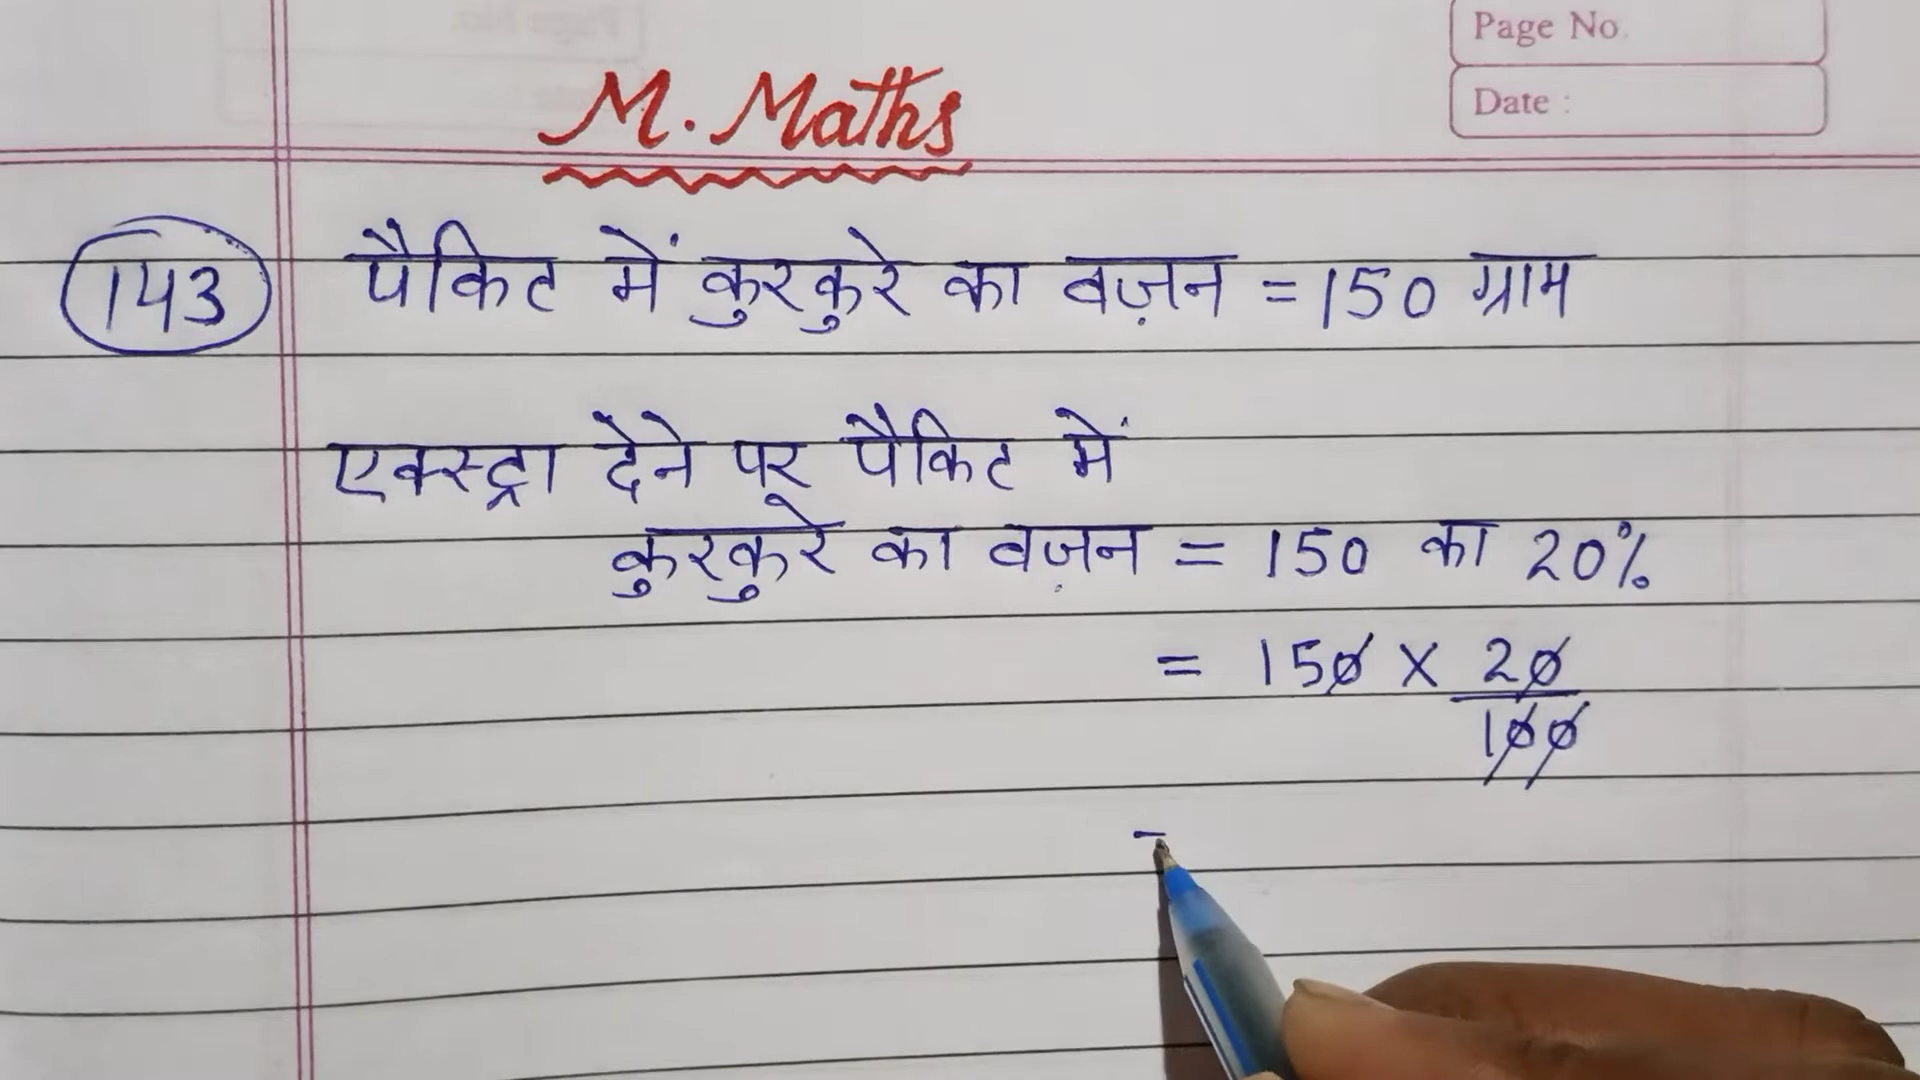 Page No.
Date :
M. Maths
143 पैकिट में कुरकुरे का वज़न = 150 ग्राम
एक्स्ट्रा देने पर पैकिट में
कुरकुरे का वज़न = 150 का 20%
= 150 x 20
100